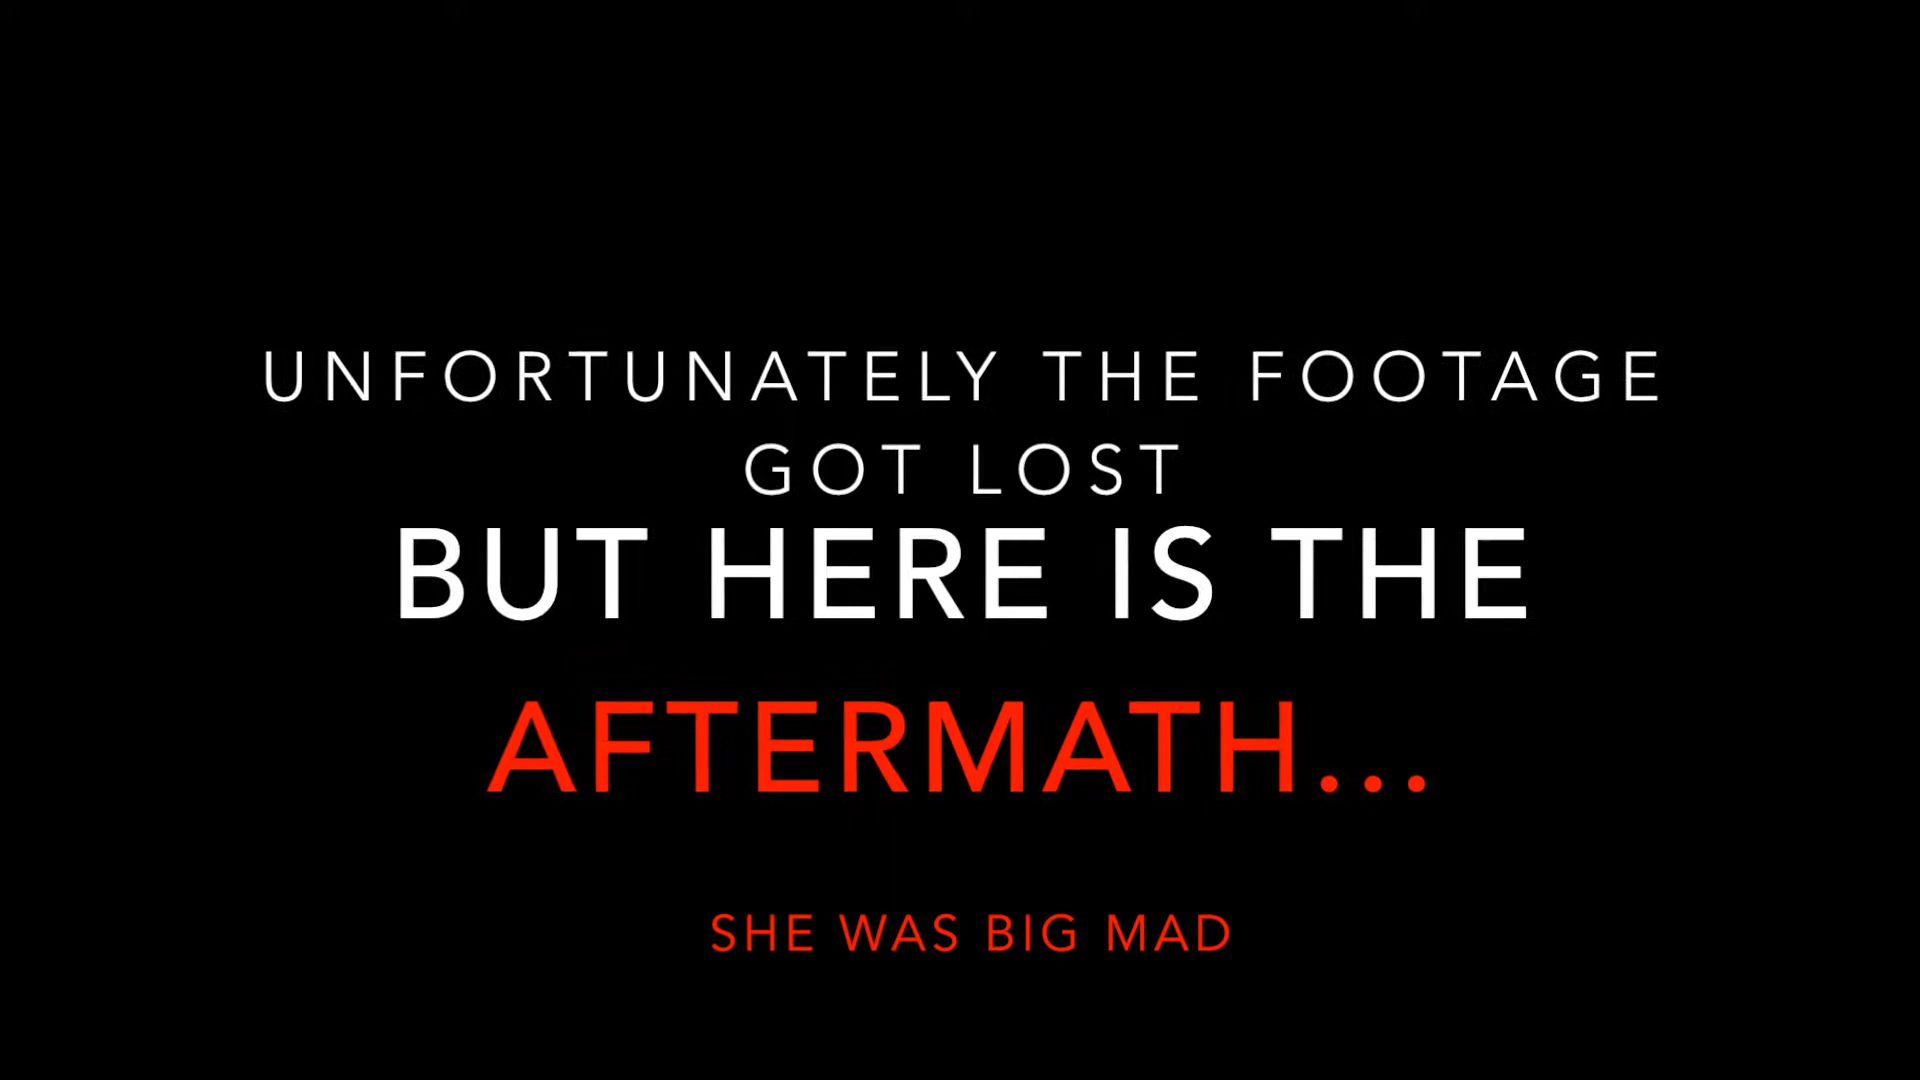 UNFORTUNATELY THE FOOTAGE
GOT LOST
BUT HERE IS THE
AFTERMATH...
SHE WAS BIG MAD